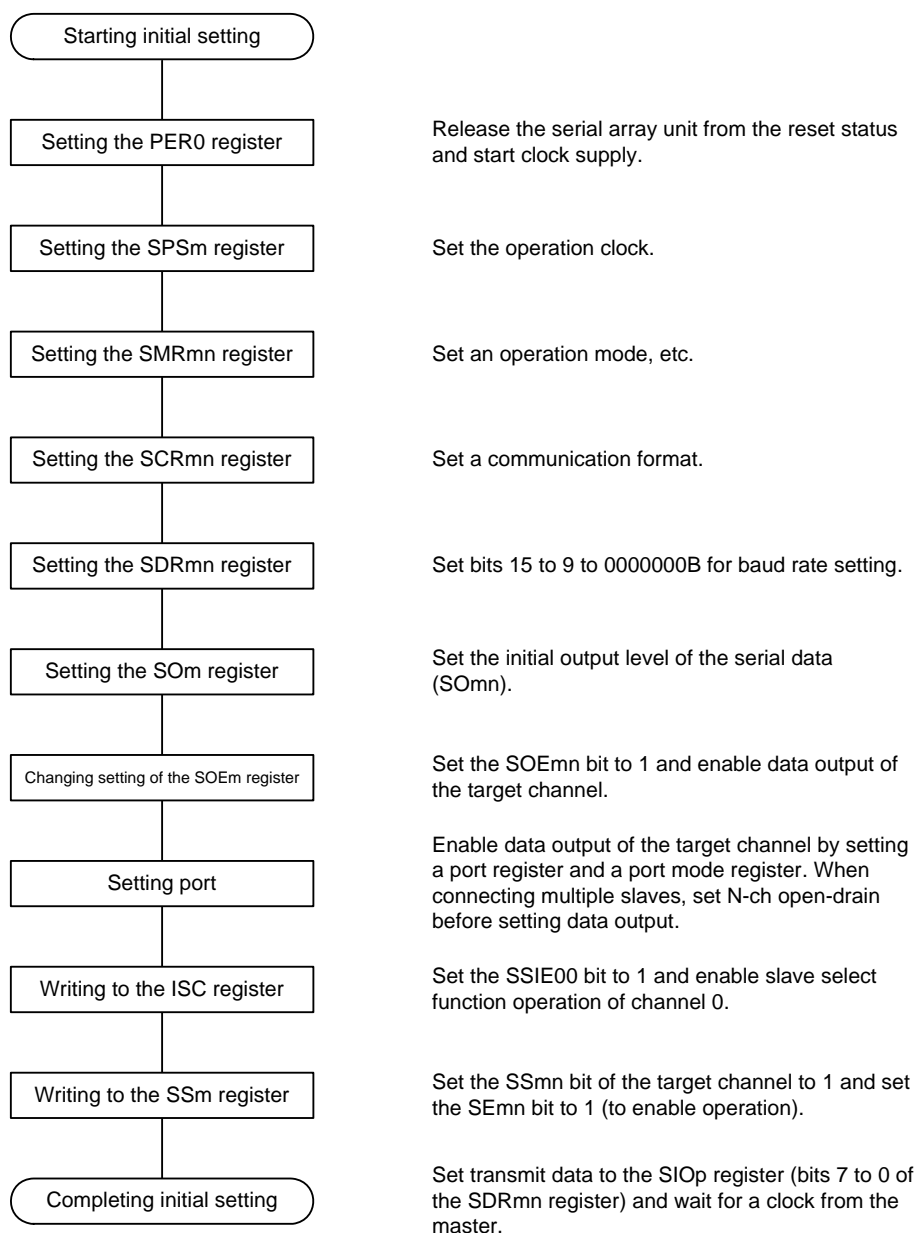 Starting initial setting
Setting the PER0 register
Release the serial array unit from the reset status
and start clock supply.
Setting the SPSm register
Set the operation clock.
Setting the SMRmn register
Set an operation mode, etc.
Setting the SCRmn register
Set a communication format.
Setting the SDRmn register
Set bits 15 to 9 to 0000000B for baud rate setting.
Setting the SOm register
Set the initial output level of the serial data
(SOmn).
Changing setting of the SOEm register
Set the SOEmn bit to 1 and enable data output of
the target channel.
Setting port
Enable data output of the target channel by setting
a port register and a port mode register. When
connecting multiple slaves, set N-ch open-drain
before setting data output.
Writing to the ISC register
Set the SSIE00 bit to 1 and enable slave select
function operation of channel 0.
Writing to the SSm register
Set the SSmn bit of the target channel to 1 and set
the SEmn bit to 1 (to enable operation).
Completing initial setting
Set transmit data to the SIOp register (bits 7 to 0 of
the SDRmn register) and wait for a clock from the
master.